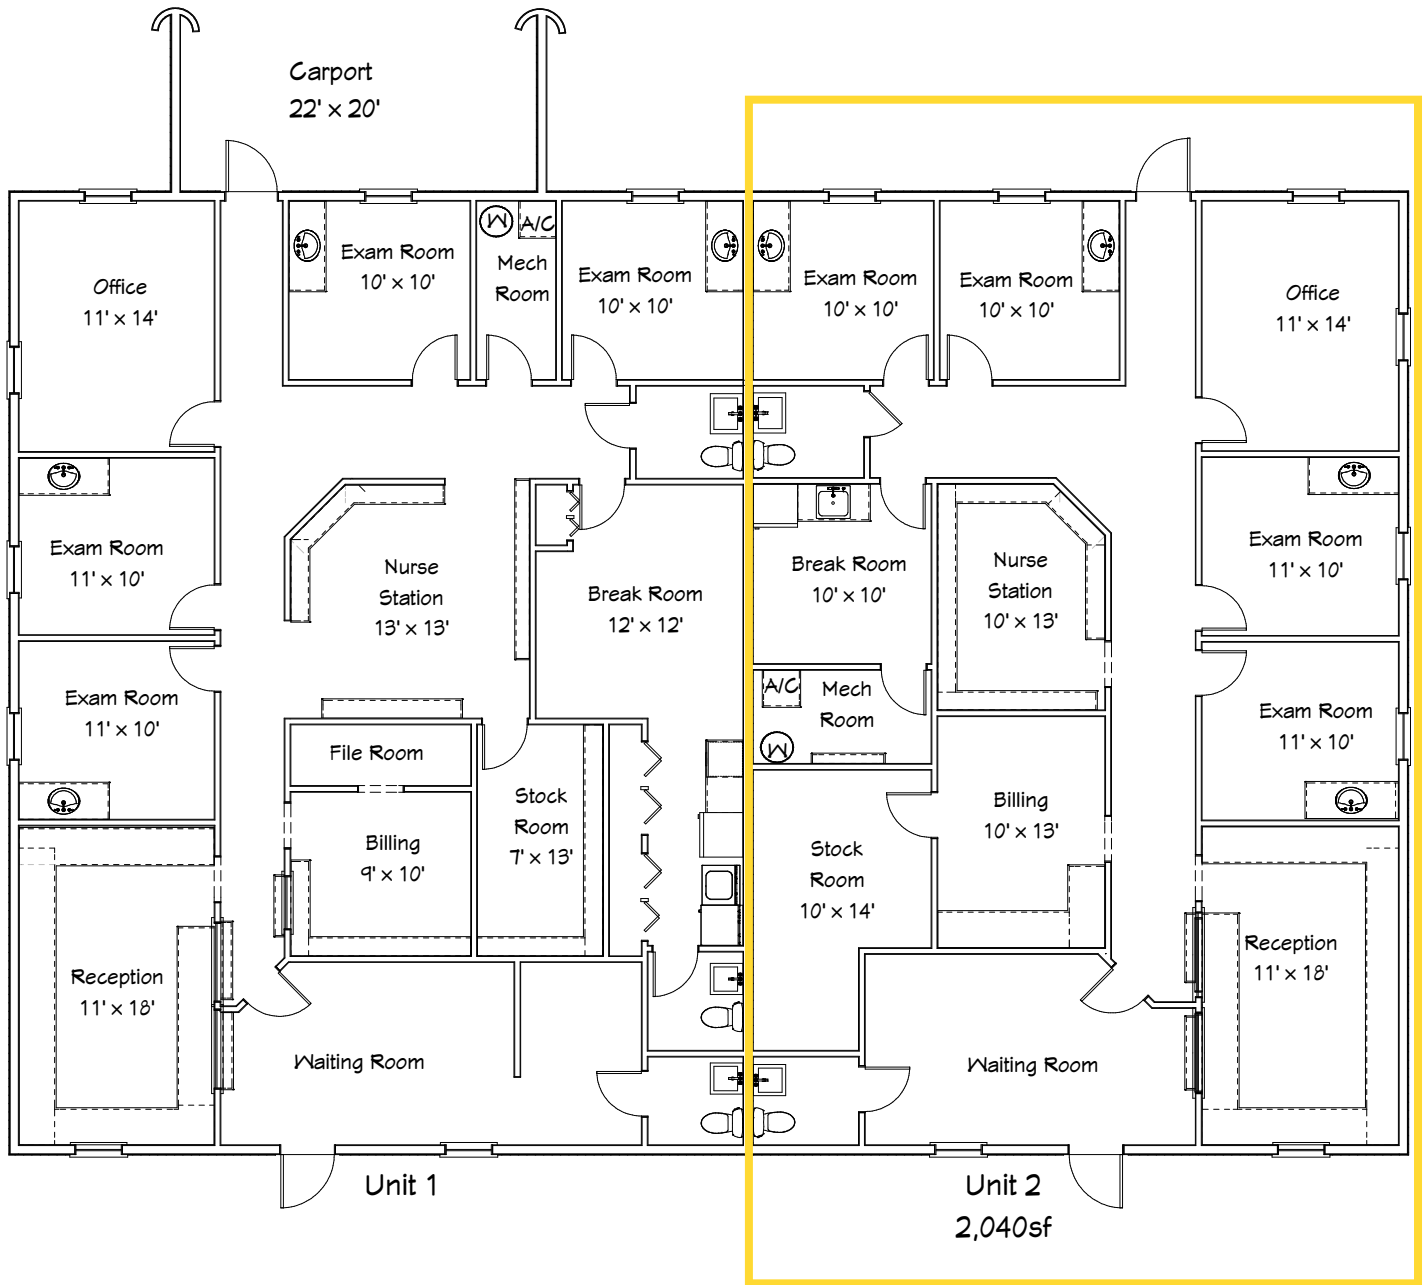 Carport
22' x 20'
Office
11' x 14'
Exam Room
10' x 10'
W
A/C
Mech
Room
Exam Room
10' x 10'
Exam Room
10' x 10'
Exam Room
10' x 10'
Office
11' x 14'
Exam Room
11' x 10'
Nurse
Station
13' x 13'
Break Room
12' x 12'
Break Room
10' x 10'
Nurse
Station
10' x 13'
Exam Room
11' x 10'
Exam Room
11' x 10'
A/C
Mech
Room
W
Exam Room
11' x 10'
File Room
Billing
9' x 10'
Stock
Room
7' x 13'
Stock
Room
10' x 14'
Billing
10' x 13'
Reception
11' x 18'
Waiting Room
Waiting Room
Reception
11' x 18'
Unit 1
Unit 2
2,040sf